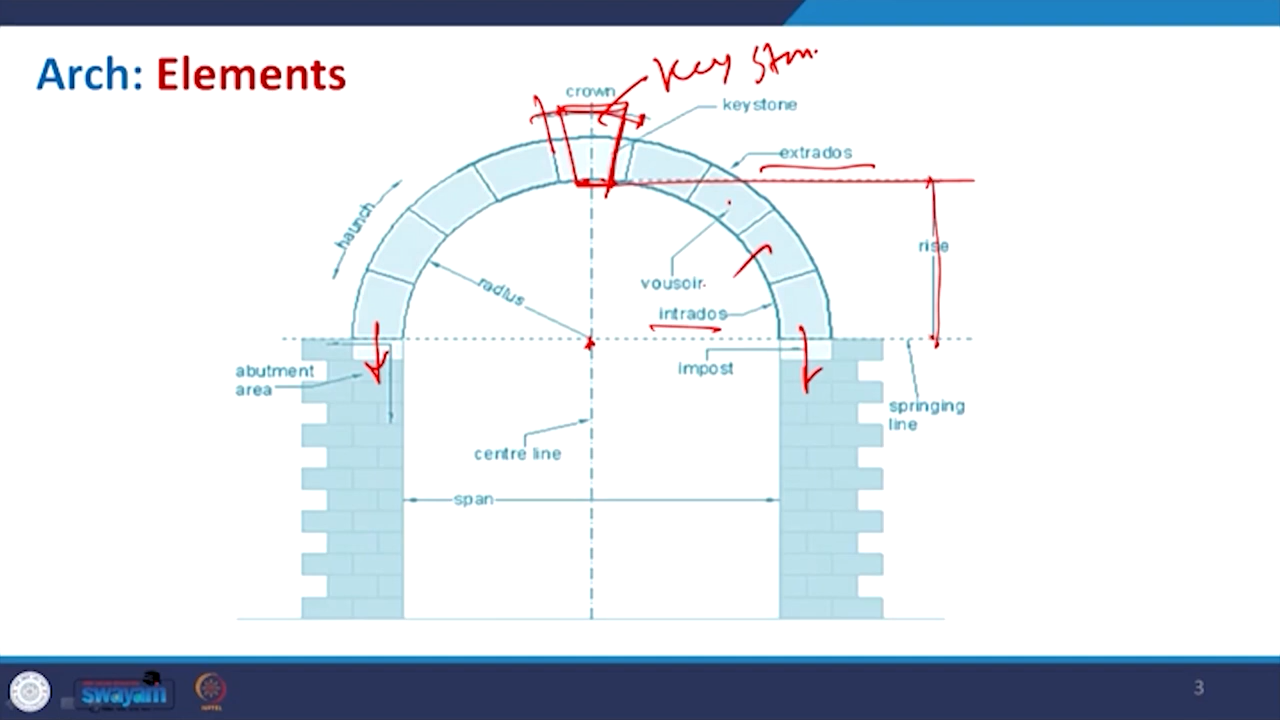 Arch: Elements
Key Ston
crown
keystone
extrados
haunch
rise
radius
vousoir
intrados
abutment
area
impost
springing
line
centre line
span
swayam
3